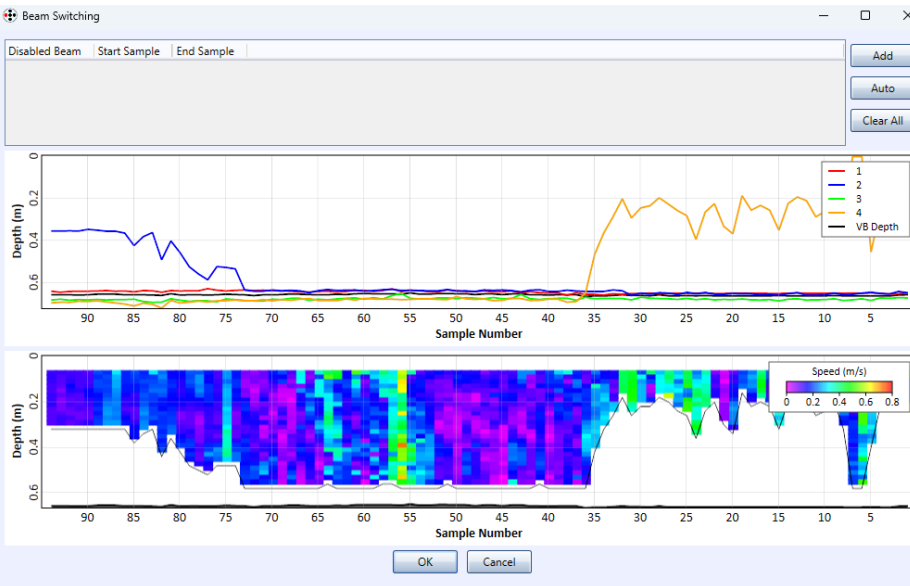 Beam Switching
Disabled Beam Start Sample End Sample
Add
Auto
Clear All
0
0.2
0.4
0.6
Depth (m)
1
2
3
4
VB Depth
90 85 80 75 70 65 60 55 50 45 40 35 30 25 20 15 10 5
Sample Number
0
0.2
0.4
0.6
Depth (m)
Speed (m/s)
0 0.2 0.4 0.6 0.8
90 85 80 75 70 65 60 55 50 45 40 35 30 25 20 15 10 5
Sample Number
OK Cancel